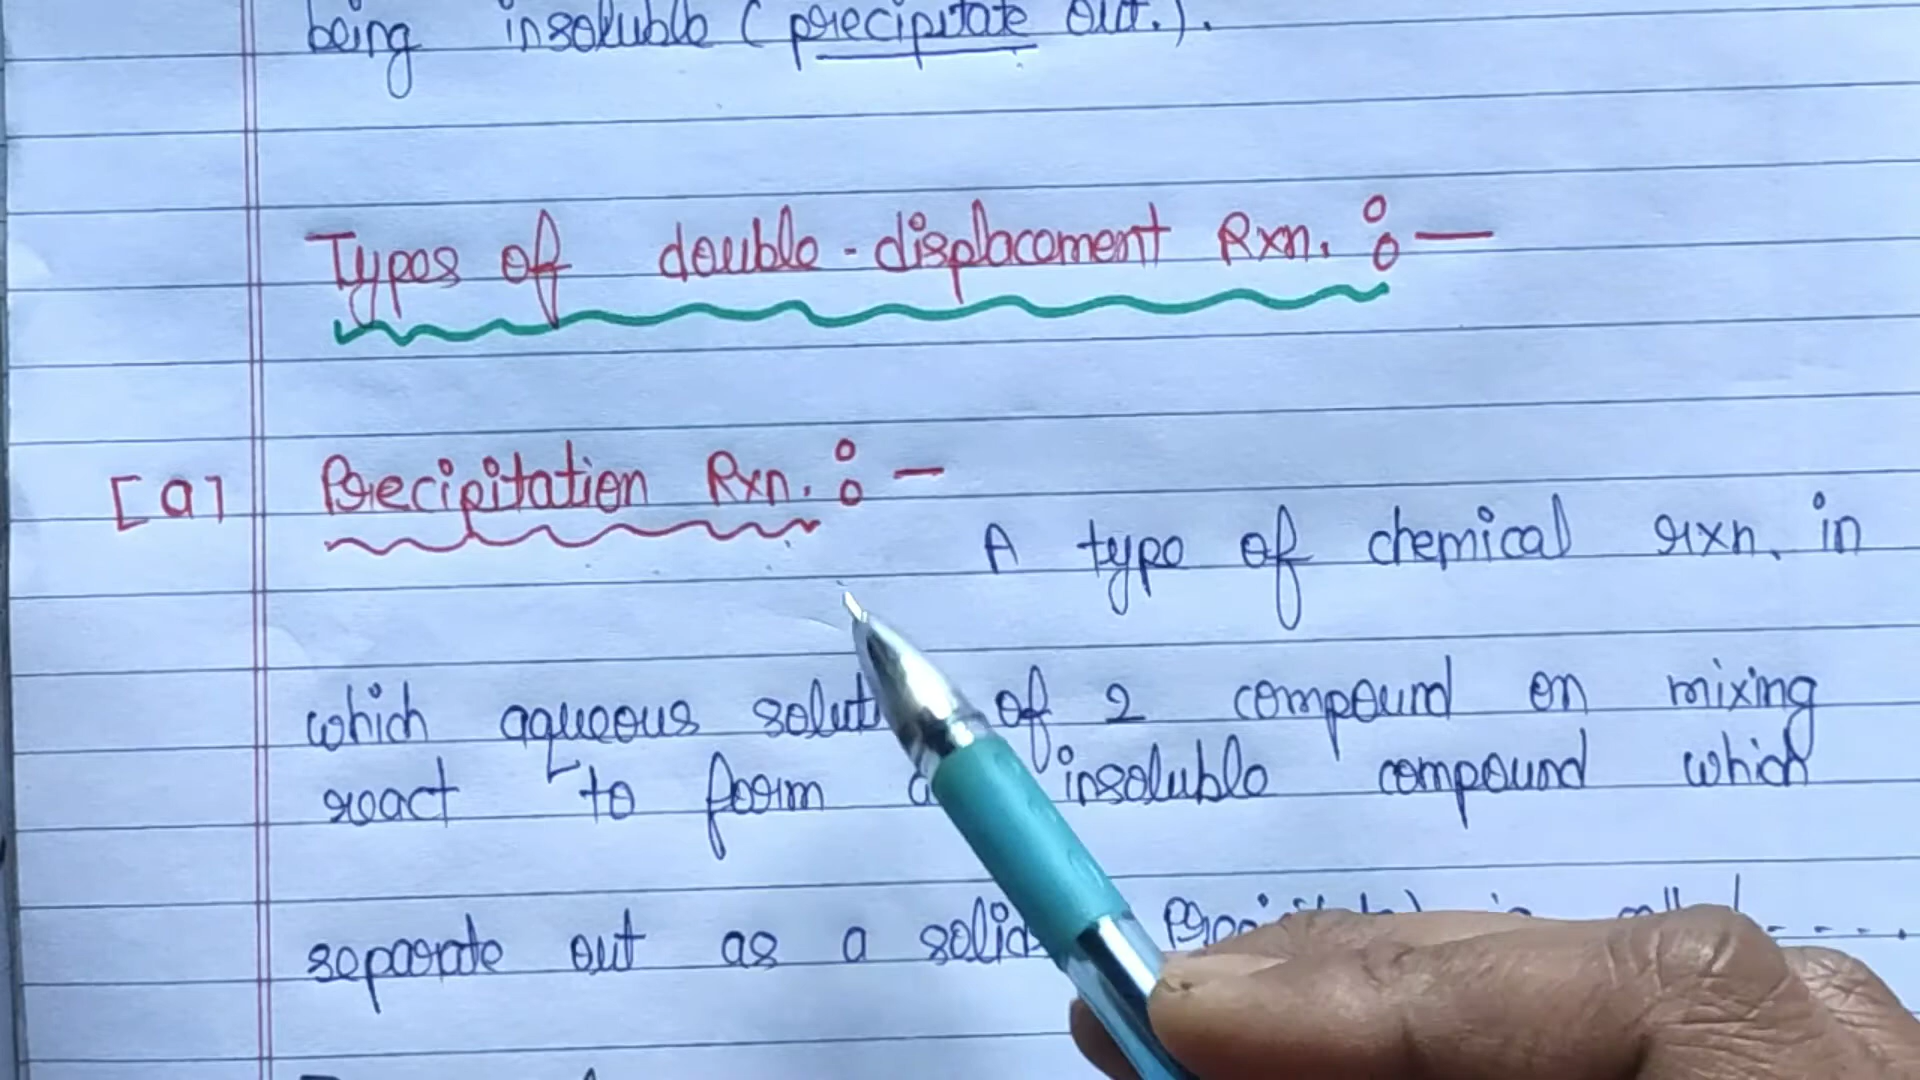 being insoluble (precipitate out.).
Types of double-displacement Rxn. :-
[a] Precipitation Rxn. :-
A type of chemical rxn. in
which aqueous of 2 compound on mixing
react to form insoluble compound which
separate out as a solid